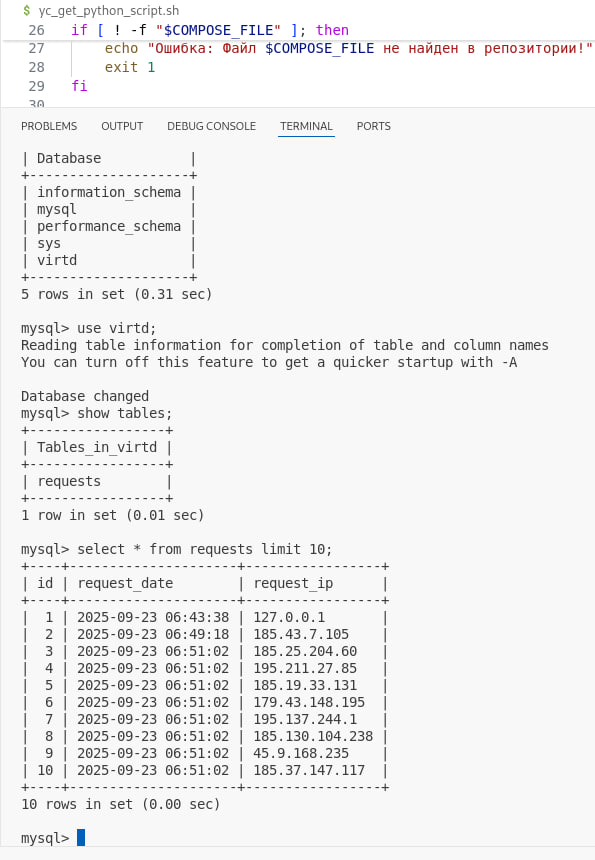 $ yc_get_python_script.sh
26 if [ ! -f "$COMPOSE_FILE" ]; then
27 echo "Ошибка: Файл $COMPOSE_FILE не найден в репозитории!"
28 exit 1
29 fi
30
PROBLEMS OUTPUT DEBUG CONSOLE TERMINAL PORTS
| Database           |
+--------------------+
| information_schema |
| mysql              |
| performance_schema |
| sys                |
| virtd              |
+--------------------+
5 rows in set (0.31 sec)
mysql> use virtd;
Reading table information for completion of table and column names
You can turn off this feature to get a quicker startup with -A
Database changed
mysql> show tables;
+-----------------+
| Tables_in_virtd |
+-----------------+
| requests        |
+-----------------+
1 row in set (0.01 sec)
mysql> select * from requests limit 10;
+----+---------------------+-----------------+
| id | request_date        | request_ip      |
+----+---------------------+-----------------+
|  1 | 2025-09-23 06:43:38 | 127.0.0.1       |
|  2 | 2025-09-23 06:49:18 | 185.43.7.105    |
|  3 | 2025-09-23 06:51:02 | 185.25.204.60   |
|  4 | 2025-09-23 06:51:02 | 195.211.27.85   |
|  5 | 2025-09-23 06:51:02 | 185.19.33.131   |
|  6 | 2025-09-23 06:51:02 | 179.43.148.195  |
|  7 | 2025-09-23 06:51:02 | 195.137.244.1   |
|  8 | 2025-09-23 06:51:02 | 185.130.104.238 |
|  9 | 2025-09-23 06:51:02 | 45.9.168.235    |
| 10 | 2025-09-23 06:51:02 | 185.37.147.117  |
+----+---------------------+-----------------+
10 rows in set (0.00 sec)
mysql>